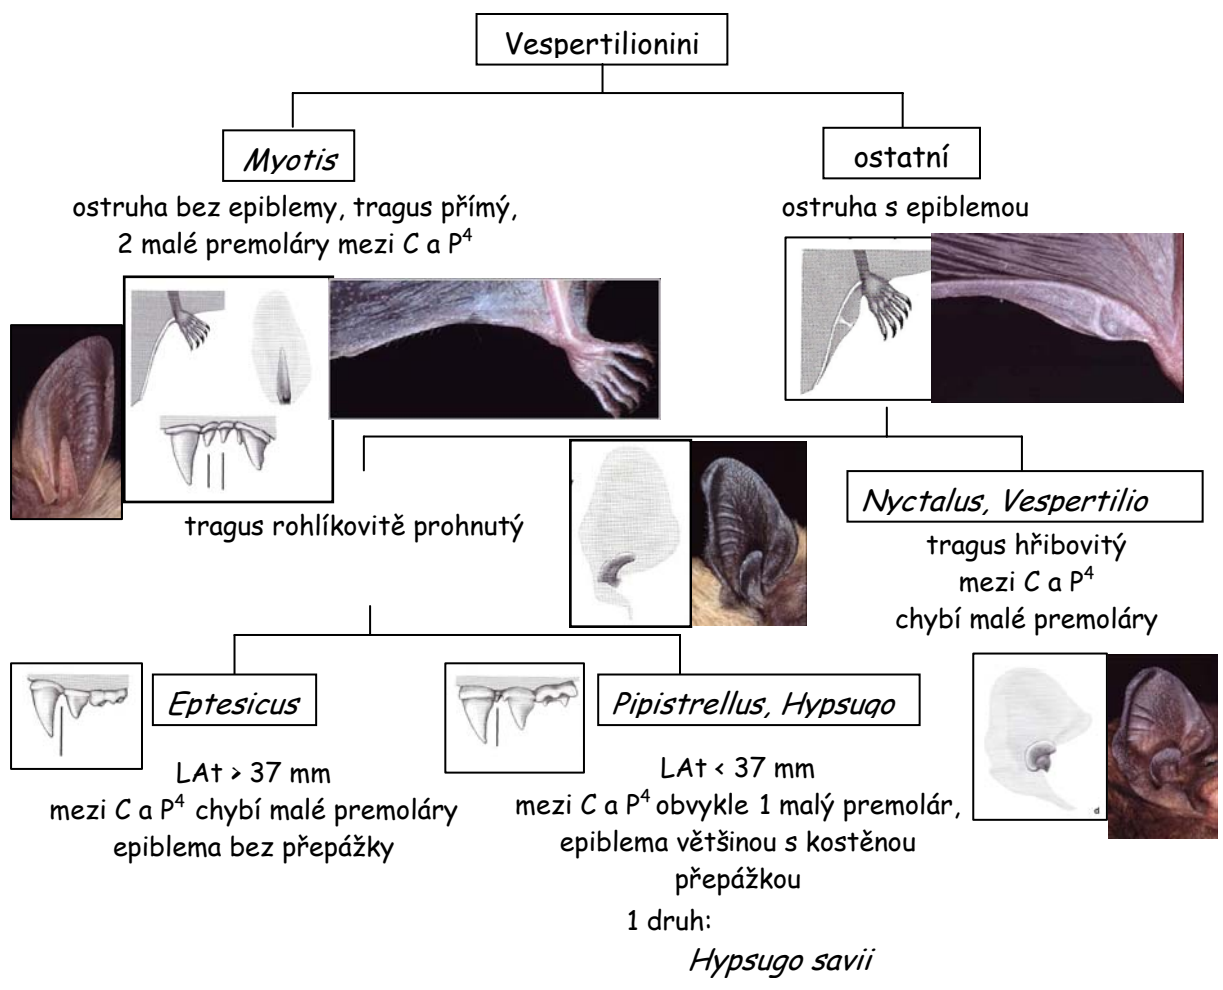 Vespertilionini
Myotis
ostatní
ostruha bez epiblemy, tragus přímý,
2 malé premoláry mezi C a P⁴
ostruha s epiblemou
tragus rohlíkovitě prohnutý
Nyctalus, Vespertilio
tragus hřibovitý
mezi C a P⁴
chybí malé premoláry
Eptesicus
LAt > 37 mm
mezi C a P⁴ chybí malé premoláry
epiblema bez přepážky
Pipistrellus, Hypsugo
LAt < 37 mm
mezi C a P⁴ obvykle 1 malý premolár,
epiblema většinou s kostěnou
přepážkou
1 druh:
Hypsugo savii
d